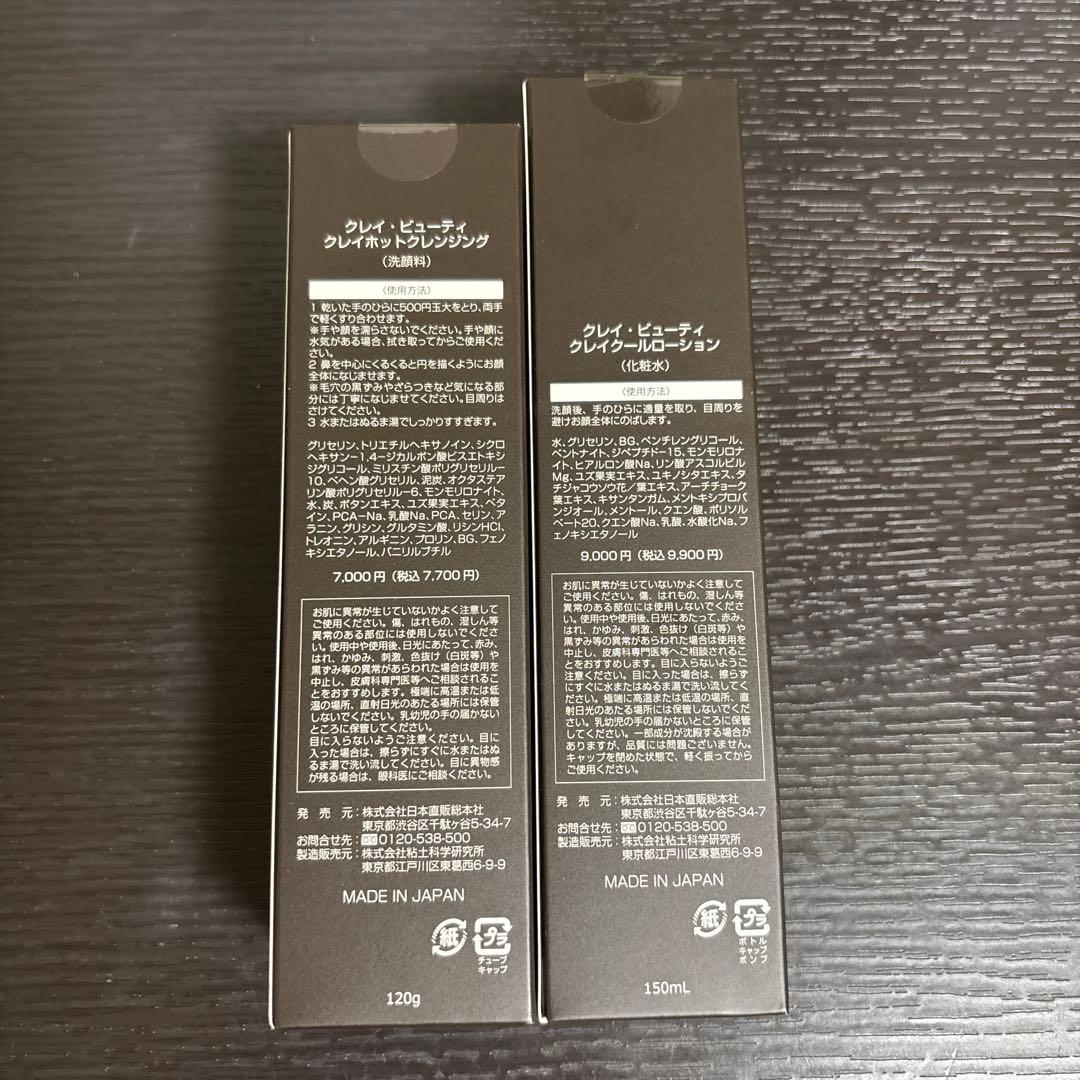 クレイ・ビューティ
クレイホットクレンジング
（洗顔料）
〈使用方法〉
1 乾いた手のひらに500円玉大をとり、両手
で軽くすり合わせます。
※手や顔を濡らさないでください。手や顔に
水気がある場合、拭き取ってからご使用くだ
さい。
2 鼻を中心にくるくると円を描くようにお顔
全体になじませます。
※毛穴の黒ずみやざらつきなど気になる部
分には丁寧になじませてください。目周りは
さけてください。
3 水またはぬるま湯でしっかりすすぎます。
グリセリン、トリエチルヘキサノイン、シクロ
ヘキサン-1,4-ジカルボン酸ビスエトキシ
ジグリコール、ミリスチン酸ポリグリセリル-
10、ベヘン酸グリセリル、泥炭、オクタステア
リン酸ポリグリセリル-6、モンモリロナイト、
水、炭、ボタンエキス、ユズ果実エキス、ベタ
イン、PCA-Na、乳酸Na、PCA、セリン、ア
ラニン、グリシン、グルタミン酸、リシンHCl、
トレオニン、アルギニン、プロリン、BG、フェノ
キシエタノール、バニリルブチル
7,000円（税込7,700円）
お肌に異常が生じていないかよく注意して
ご使用ください。傷、はれもの、湿しん等
異常のある部位には使用しないでくださ
い。使用中や使用後、日光にあたって、赤み、
はれ、かゆみ、刺激、色抜け（白斑等）や
黒ずみ等の異常があらわれた場合は使用を
中止し、皮膚科専門医等へご相談されるこ
とをおすすめします。極端に高温または低
温の場所、直射日光のあたる場所には保管
しないでください。乳幼児の手の届かない
ところに保管してください。
目に入らないようご注意ください。目に
入った場合は、擦らずにすぐに水またはぬ
るま湯で洗い流してください。目に異物感
が残る場合は、眼科医にご相談ください。
発売元：株式会社日本直販総本社
東京都渋谷区千駄ヶ谷5-34-7
お問合せ先：0120-538-500
製造販売元：株式会社粘土科学研究所
東京都江戸川区東葛西6-9-9
MADE IN JAPAN
紙 プラ
チューブ
キャップ
120g
クレイ・ビューティ
クレイクールローション
（化粧水）
〈使用方法〉
洗顔後、手のひらに適量を取り、目周りを
避けお顔全体にのばします。
水、グリセリン、BG、ペンチレングリコール、
ベントナイト、ジペプチド-15、モンモリロナ
イト、ヒアルロン酸Na、リン酸アスコルビル
Mg、ユズ果実エキス、ユキノシタエキス、タ
チジャコウソウ花／葉エキス、アーチチョーク
葉エキス、キサンタンガム、メントキシプロパ
ンジオール、メントール、クエン酸、ポリソル
ベート20、クエン酸Na、乳酸、水酸化Na、フ
ェノキシエタノール
9,000円（税込9,900円）
お肌に異常が生じていないかよく注意して
ご使用ください。傷、はれもの、湿しん等
異常のある部位には使用しないでくださ
い。使用中や使用後、日光にあたって、赤み、
はれ、かゆみ、刺激、色抜け（白斑等）や
黒ずみ等の異常があらわれた場合は使用を
中止し、皮膚科専門医等へご相談されること
をおすすめします。目に入らないようご
注意ください。目に入った場合は、擦らず
にすぐに水またはぬるま湯で洗い流してく
ださい。極端に高温または低温の場所、直
射日光のあたる場所には保管しないでくだ
さい。乳幼児の手の届かないところに保管
してください。一部成分が沈殿する場合が
ありますが、品質には問題ございません。
キャップを閉めた状態で、軽く振ってから
ご使用ください。
発売元：株式会社日本直販総本社
東京都渋谷区千駄ヶ谷5-34-7
お問合せ先：0120-538-500
製造販売元：株式会社粘土科学研究所
東京都江戸川区東葛西6-9-9
MADE IN JAPAN
紙 プラ
ボトル
キャップ
ポンプ
150mL